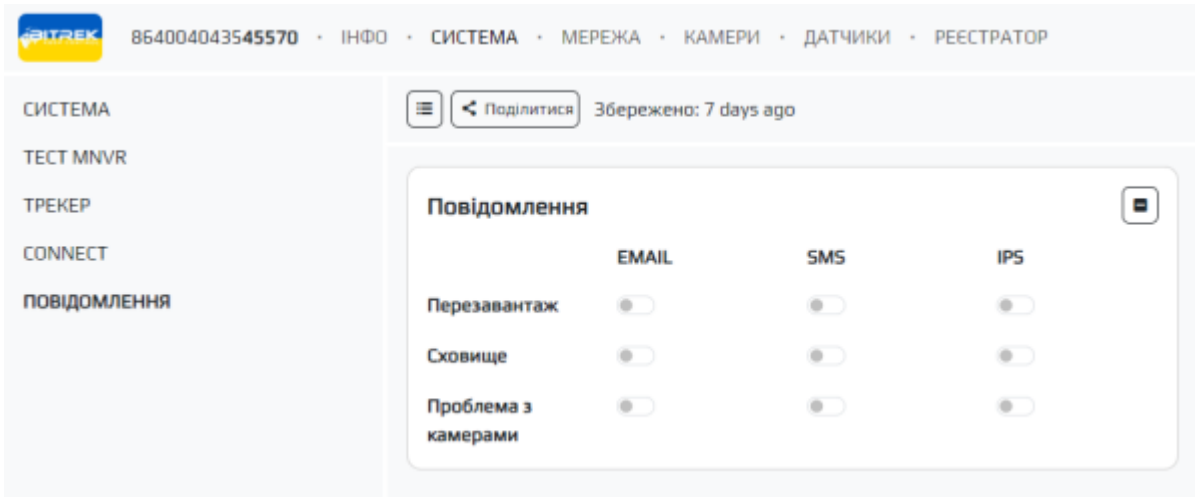 BITREK 864004043545570 · ІНФО · СИСТЕМА · МЕРЕЖА · КАМЕРИ · ДАТЧИКИ · РЕЄСТРАТОР
СИСТЕМА
ТЕСТ MNVR
ТРЕКЕР
CONNECT
ПОВІДОМЛЕННЯ
Поділитися Збережено: 7 days ago
Повідомлення
EMAIL SMS IPS
Перезавантаж
Сховище
Проблема з
камерами